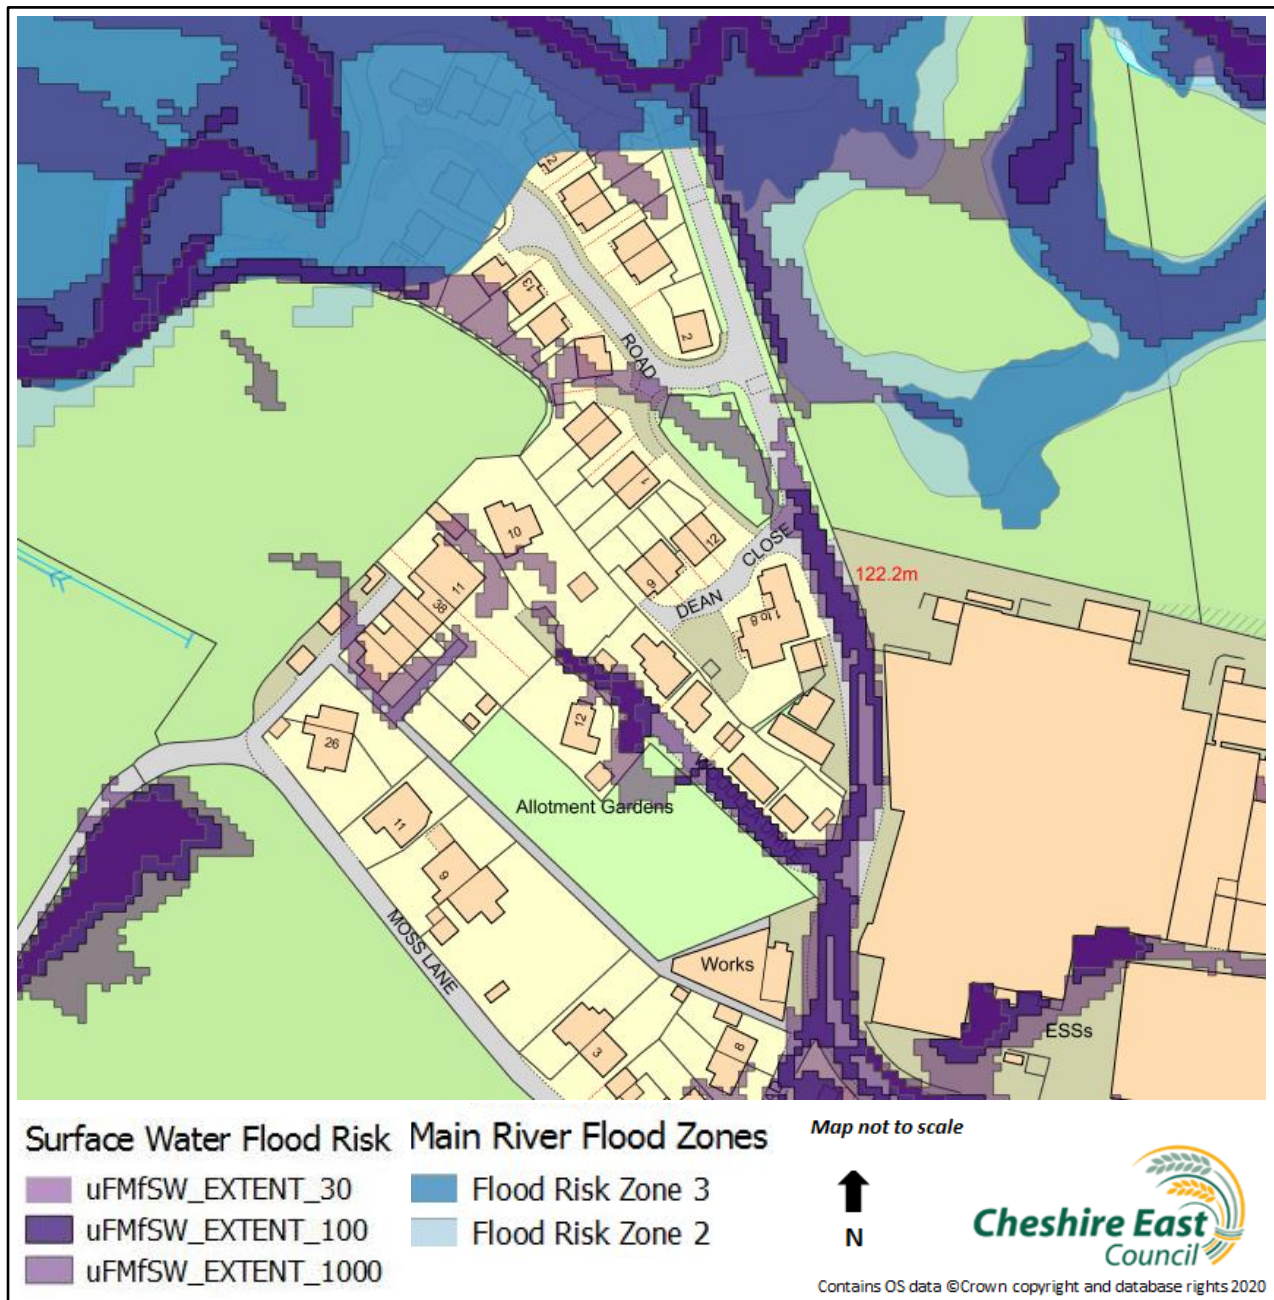 2
13
ROAD
2
1
10
12
CLOSE
122.2m
11
38
9
DEAN
1 to 8
12
26
Allotment Gardens
11
9
MOSS LANE
Works
ESSs
3
8
Surface Water Flood Risk
uFMfSW_EXTENT_30
uFMfSW_EXTENT_100
uFMfSW_EXTENT_1000
Main River Flood Zones
Flood Risk Zone 3
Flood Risk Zone 2
Map not to scale
N
Cheshire East
Council
Contains OS data ©Crown copyright and database rights 2020